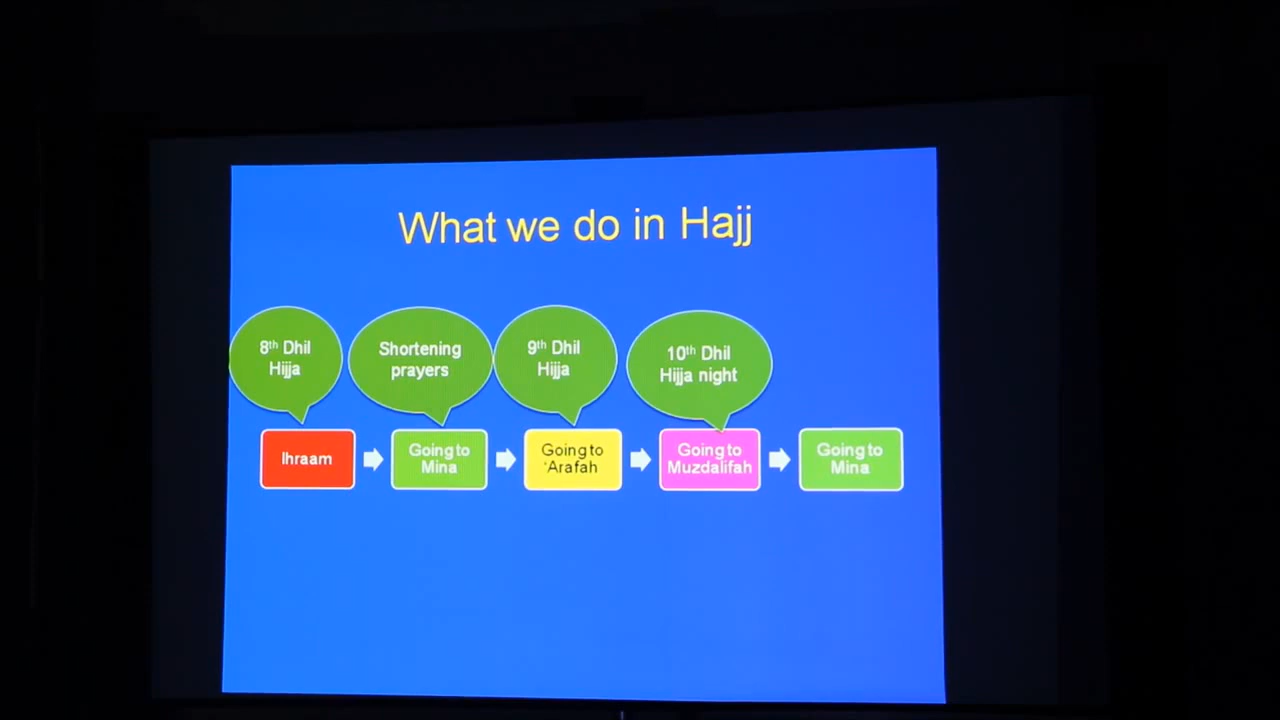 What we do in Hajj
8th Dhil
Hijja
Shortening
prayers
9th Dhil
Hijja
10th Dhil
Hijja night
Ihraam
Going to
Mina
Going to
‘Arafah
Going to
Muzdalifah
Going to
Mina